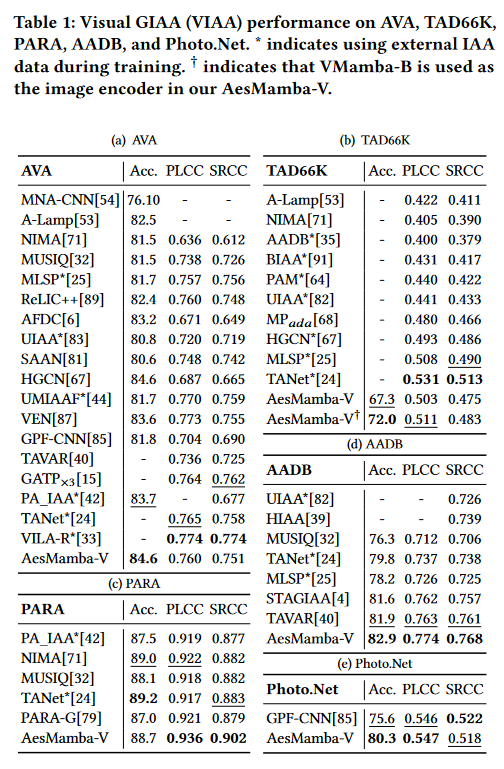 Table 1: Visual GIAA (VIAA) performance on AVA, TAD66K,
PARA, AADB, and Photo.Net. * indicates using external IAA
data during training. † indicates that VMamba-B is used as
the image encoder in our AesMamba-V.
(a) AVA
AVA Acc. PLCC SRCC
MNA-CNN[54] 76.10 - -
A-Lamp[53] 82.5 - -
NIMA[71] 81.5 0.636 0.612
MUSIQ[32] 81.5 0.738 0.726
MLSP*[25] 81.7 0.757 0.756
ReLIC++[89] 82.4 0.760 0.748
AFDC[6] 83.2 0.671 0.649
UIAA*[83] 80.8 0.720 0.719
SAAN[81] 80.6 0.748 0.742
HGCN[67] 84.6 0.687 0.665
UMIAAF*[44] 81.7 0.770 0.759
VEN[87] 83.6 0.773 0.755
GPF-CNN[85] 81.8 0.704 0.690
TAVAR[40] - 0.736 0.725
GATP×3[15] - 0.764 0.762
PA_IAA*[42] 83.7 - 0.677
TANet*[24] - 0.765 0.758
VILA-R*[33] - 0.774 0.774
AesMamba-V 84.6 0.760 0.751
(c) PARA
PARA Acc. PLCC SRCC
PA_IAA*[42] 87.5 0.919 0.877
NIMA[71] 89.0 0.922 0.882
MUSIQ[32] 88.1 0.918 0.882
TANet*[24] 89.2 0.917 0.883
PARA-G[79] 87.0 0.921 0.879
AesMamba-V 88.7 0.936 0.902
(b) TAD66K
TAD66K Acc. PLCC SRCC
A-Lamp[53] - 0.422 0.411
NIMA[71] - 0.405 0.390
AADB*[35] - 0.400 0.379
BIAA*[91] - 0.431 0.417
PAM*[64] - 0.440 0.422
UIAA*[82] - 0.441 0.433
MPada[68] - 0.480 0.466
HGCN*[67] - 0.493 0.486
MLSP*[25] - 0.508 0.490
TANet*[24] - 0.531 0.513
AesMamba-V 67.3 0.503 0.475
AesMamba-V† 72.0 0.511 0.483
(d) AADB
AADB Acc. PLCC SRCC
UIAA*[82] - - 0.726
HIAA[39] - - 0.739
MUSIQ[32] 76.3 0.712 0.706
TANet*[24] 79.8 0.737 0.738
MLSP*[25] 78.2 0.726 0.725
STAGIAA[4] 81.6 0.762 0.757
TAVAR[40] 81.9 0.763 0.761
AesMamba-V 82.9 0.774 0.768
(e) Photo.Net
Photo.Net Acc. PLCC SRCC
GPF-CNN[85] 75.6 0.546 0.522
AesMamba-V 80.3 0.547 0.518